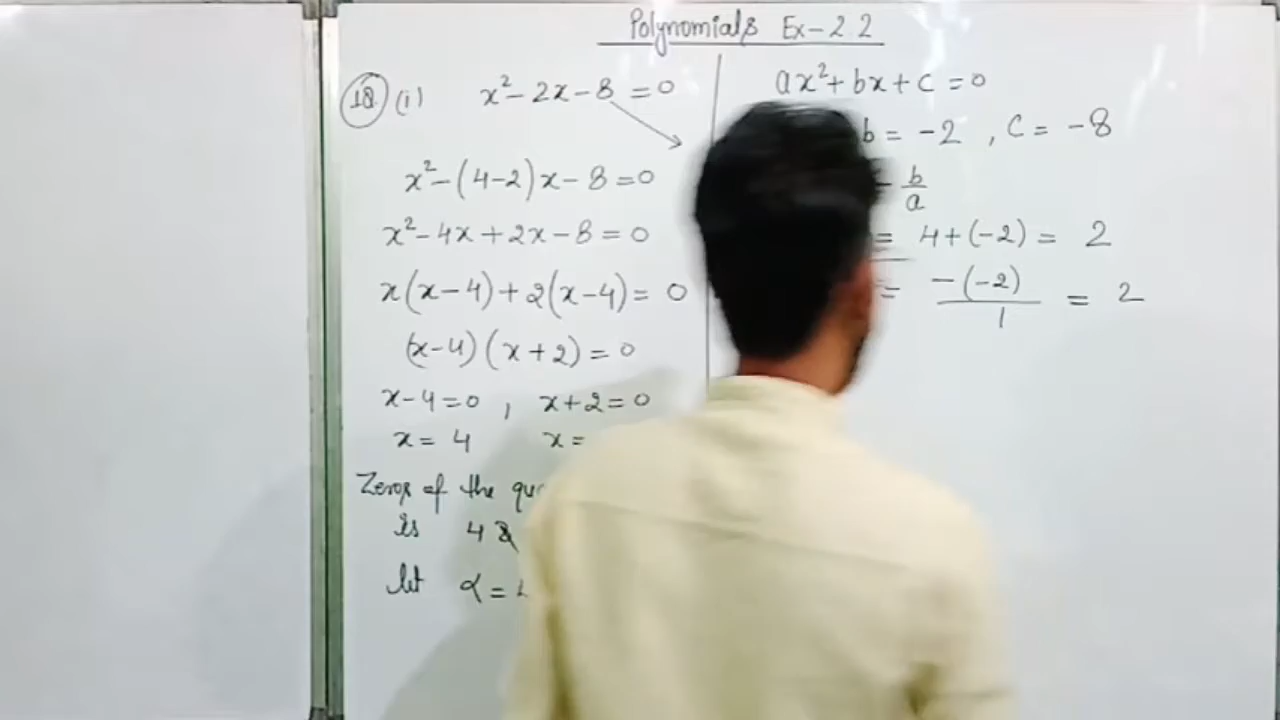 Polynomials Ex-2.2
18 (i) x²-2x-8=0
x²-(4-2)x-8=0
x²-4x+2x-8=0
x(x-4)+2(x-4)=0
(x-4)(x+2)=0
x-4=0, x+2=0
x=4 x=
Zeros of the
is 4 &
let α=
ax²+bx+c=0
b=-2, c=-8
- b/a
= 4+(-2)= 2
= -(-2)/1 = 2